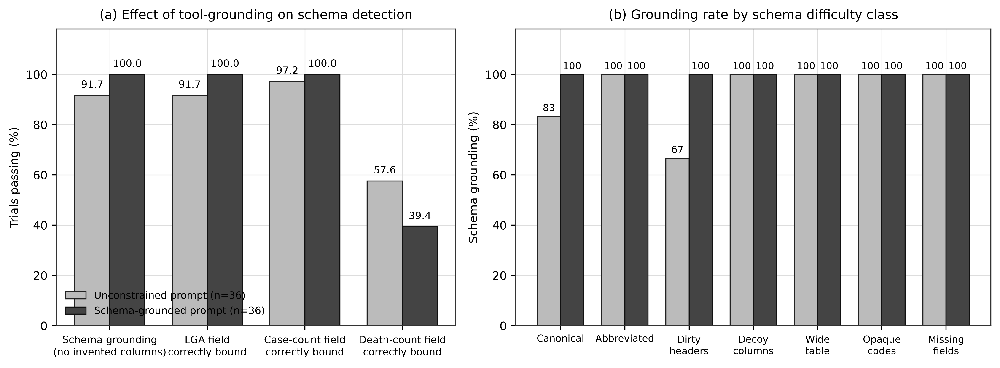 (a) Effect of tool-grounding on schema detection
Trials passing (%)
100
80
60
40
20
0
91.7
100.0
91.7
100.0
97.2
100.0
57.6
39.4
Unconstrained prompt (n=36)
Schema-grounded prompt (n=36)
Schema grounding
(no invented columns)
LGA field
correctly bound
Case-count field
correctly bound
Death-count field
correctly bound
(b) Grounding rate by schema difficulty class
Schema grounding (%)
100
80
60
40
20
0
83
100
100
100
67
100
100
100
100
100
100
100
100
100
Canonical
Abbreviated
Dirty
headers
Decoy
columns
Wide
table
Opaque
codes
Missing
fields